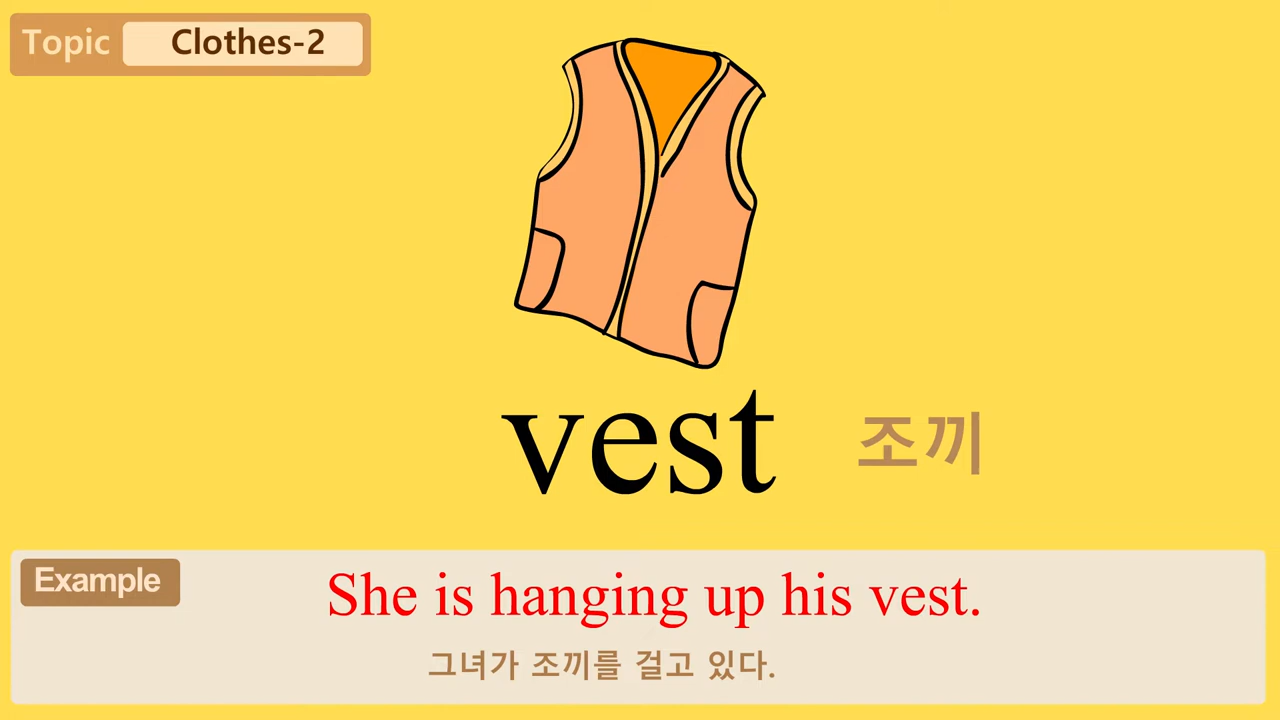 Topic Clothes-2
vest 조끼
Example
She is hanging up his vest.
그녀가 조끼를 걸고 있다.